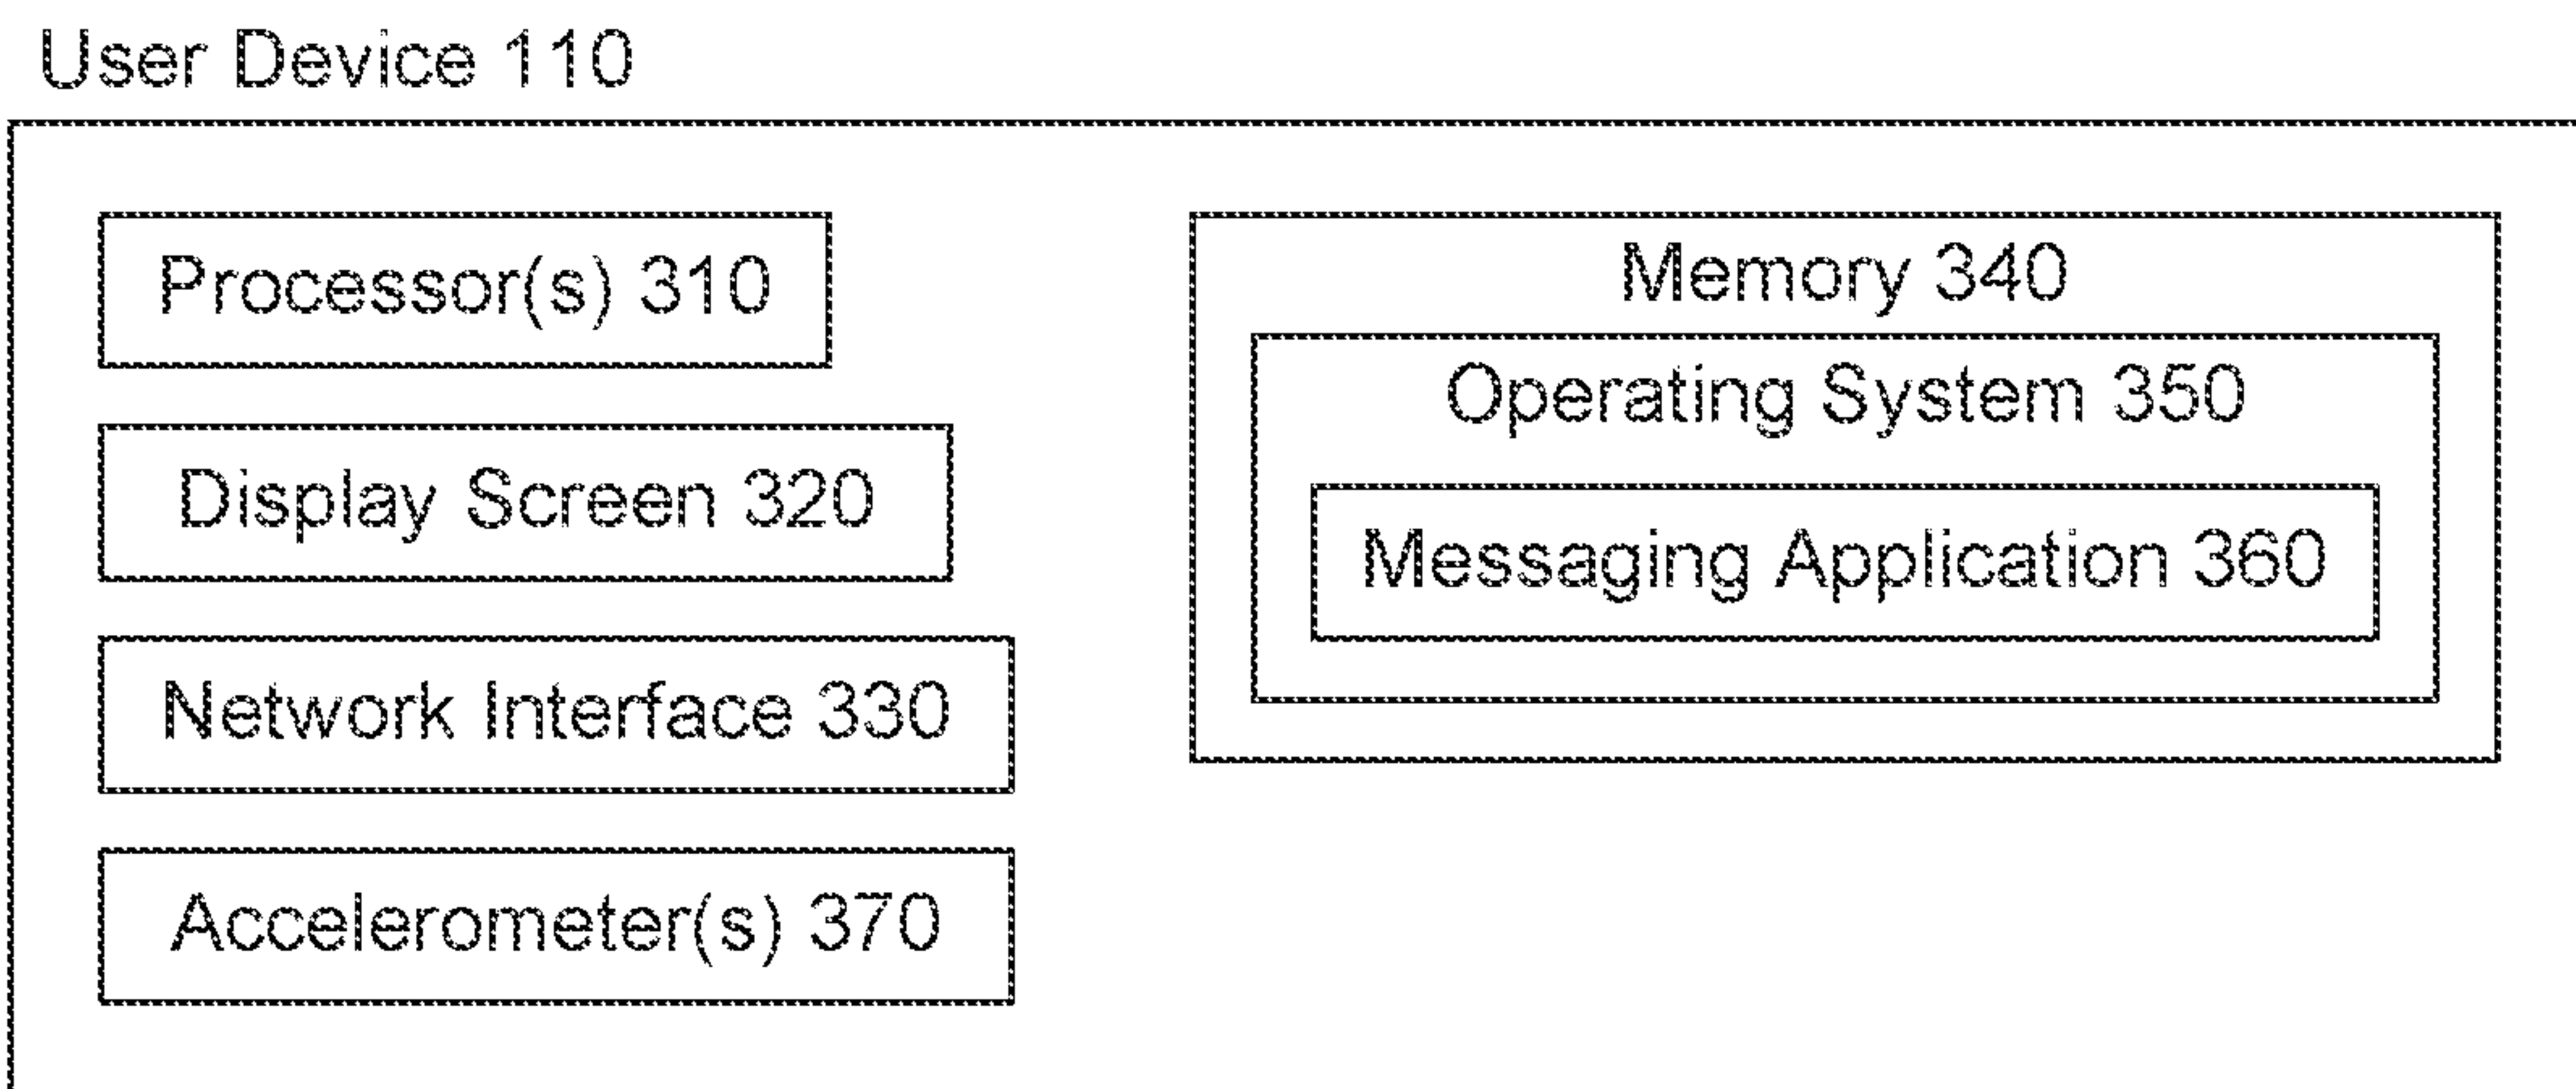 User Device 110
Processor(s) 310
Display Screen 320
Network Interface 330
Accelerometer(s) 370
Memory 340
Operating System 350
Messaging Application 360